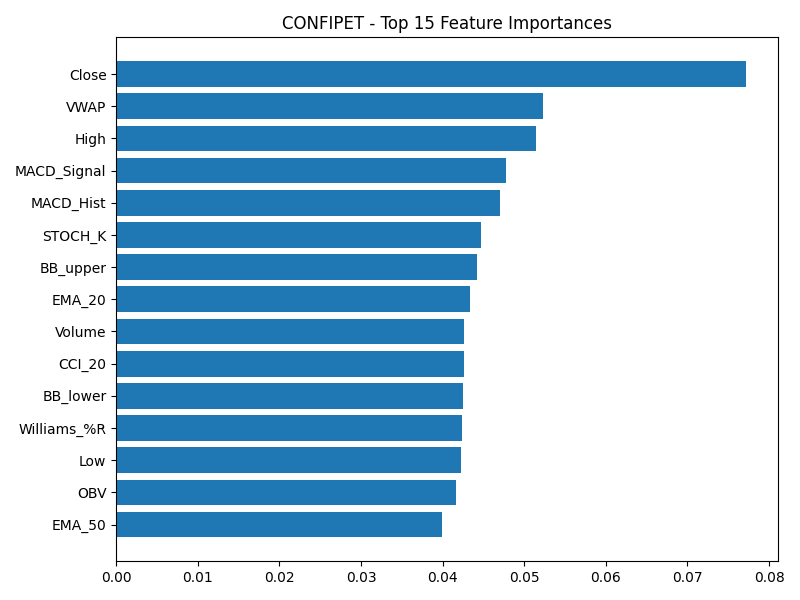 CONFIPET - Top 15 Feature Importances
Close
VWAP
High
MACD_Signal
MACD_Hist
STOCH_K
BB_upper
EMA_20
Volume
CCI_20
BB_lower
Williams_%R
Low
OBV
EMA_50
0.00 0.01 0.02 0.03 0.04 0.05 0.06 0.07 0.08